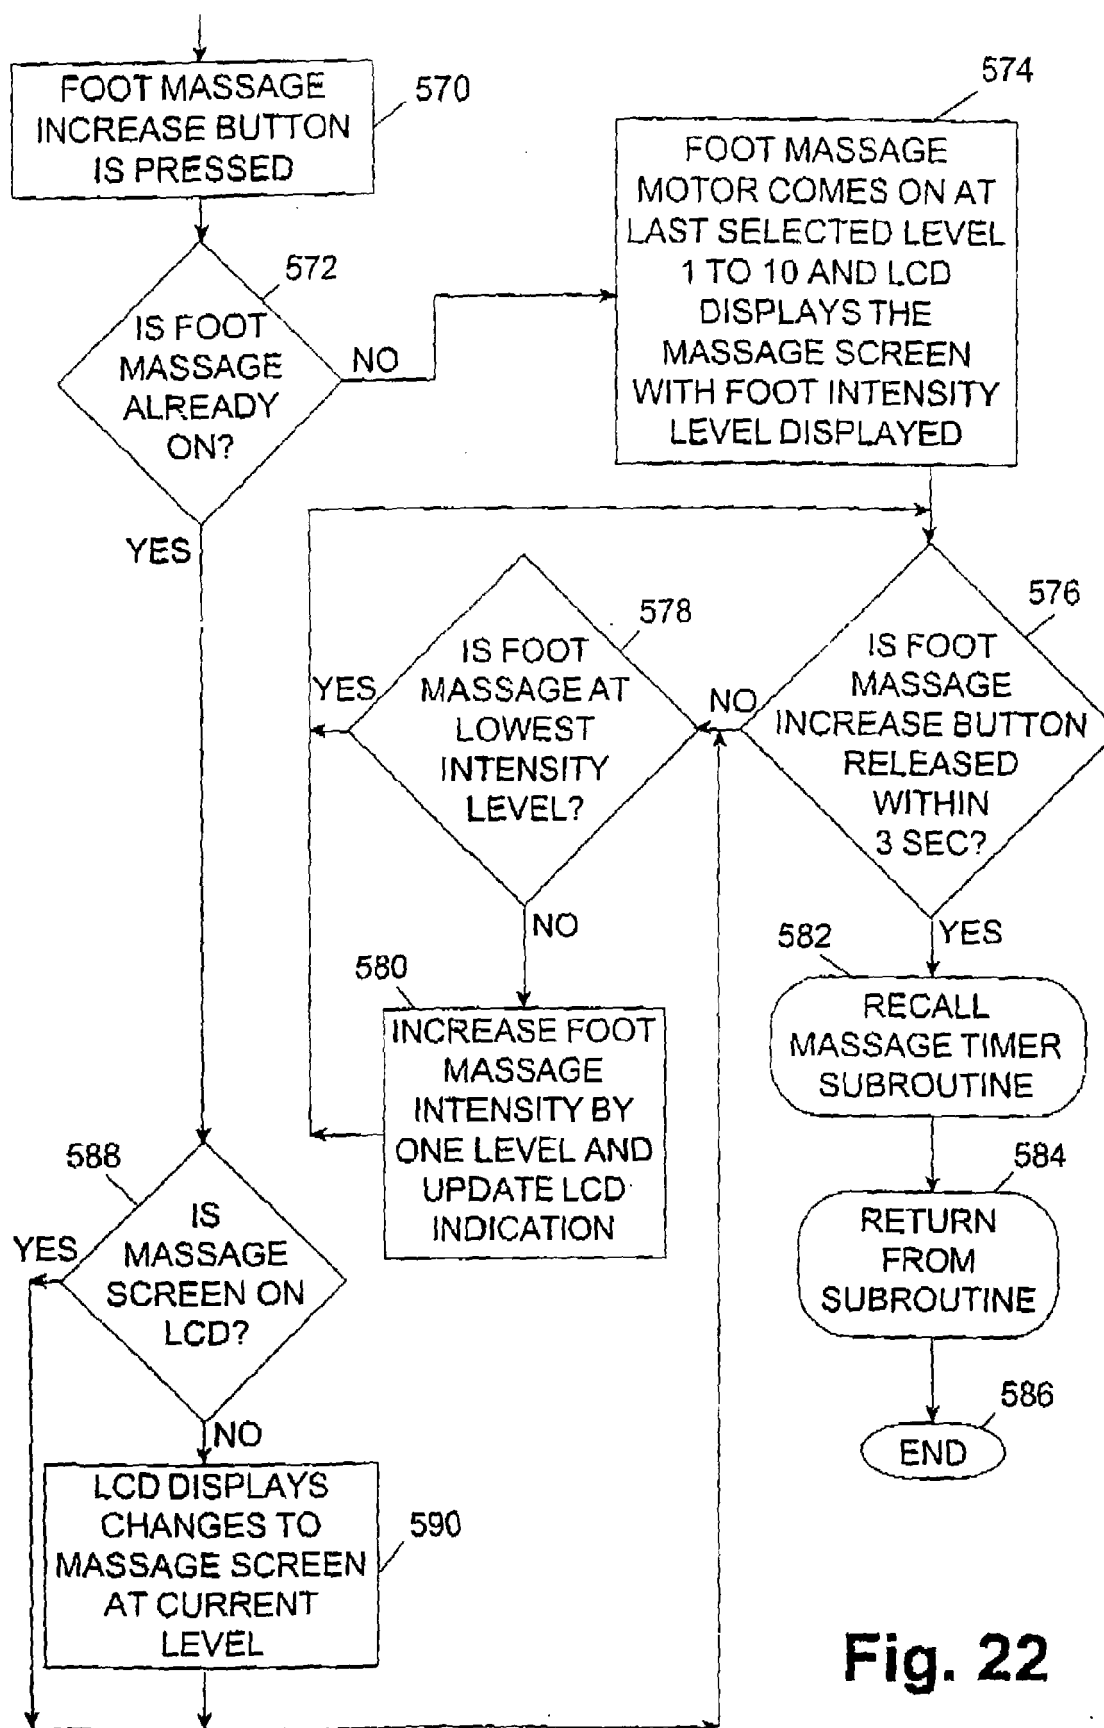 FOOT MASSAGE
INCREASE BUTTON
IS PRESSED
570
572
IS FOOT
MASSAGE
ALREADY
ON?
NO
YES
574
FOOT MASSAGE
MOTOR COMES ON AT
LAST SELECTED LEVEL
1 TO 10 AND LCD
DISPLAYS THE
MASSAGE SCREEN
WITH FOOT INTENSITY
LEVEL DISPLAYED
576
IS FOOT
MASSAGE
INCREASE BUTTON
RELEASED
WITHIN
3 SEC?
NO
YES
578
IS FOOT
MASSAGE AT
LOWEST
INTENSITY
LEVEL?
YES
NO
580
INCREASE FOOT
MASSAGE
INTENSITY BY
ONE LEVEL AND
UPDATE LCD
INDICATION
582
RECALL
MASSAGE TIMER
SUBROUTINE
584
RETURN
FROM
SUBROUTINE
586
END
588
IS
MASSAGE
SCREEN ON
LCD?
YES
NO
LCD DISPLAYS
CHANGES TO
MASSAGE SCREEN
AT CURRENT
LEVEL
590
Fig. 22